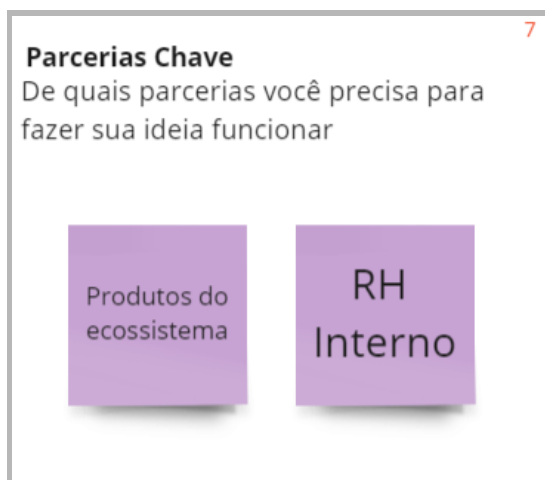 7
Parcerias Chave
De quais parcerias você precisa para
fazer sua ideia funcionar
Produtos do
ecossistema
RH
Interno